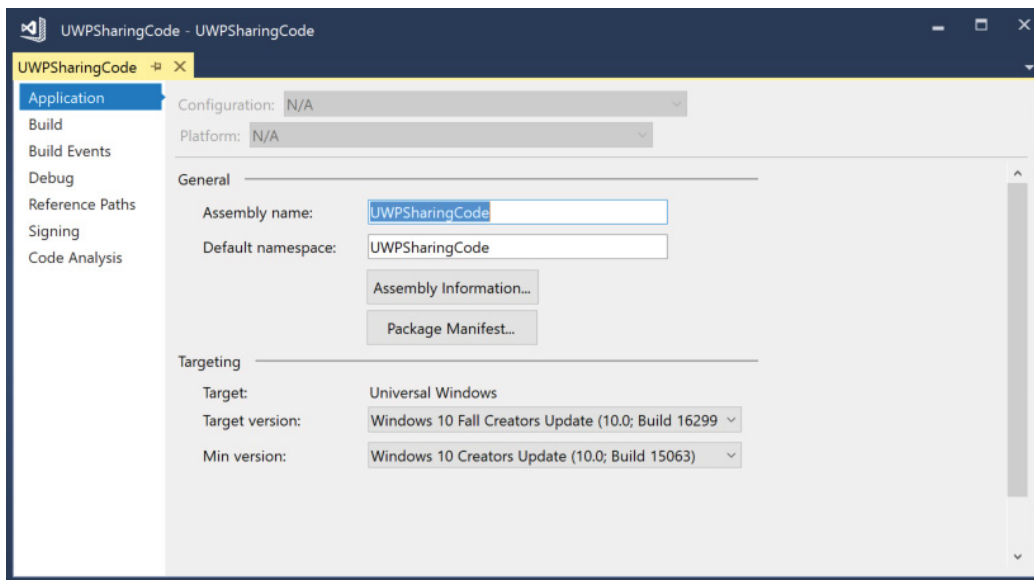 UWPSharingCode - UWPSharingCode
UWPSharingCode
Application
Build
Build Events
Debug
Reference Paths
Signing
Code Analysis
Configuration: N/A
Platform: N/A
General
Assembly name: UWPSharingCode
Default namespace: UWPSharingCode
Assembly Information...
Package Manifest...
Targeting
Target: Universal Windows
Target version: Windows 10 Fall Creators Update (10.0; Build 16299
Min version: Windows 10 Creators Update (10.0; Build 15063)